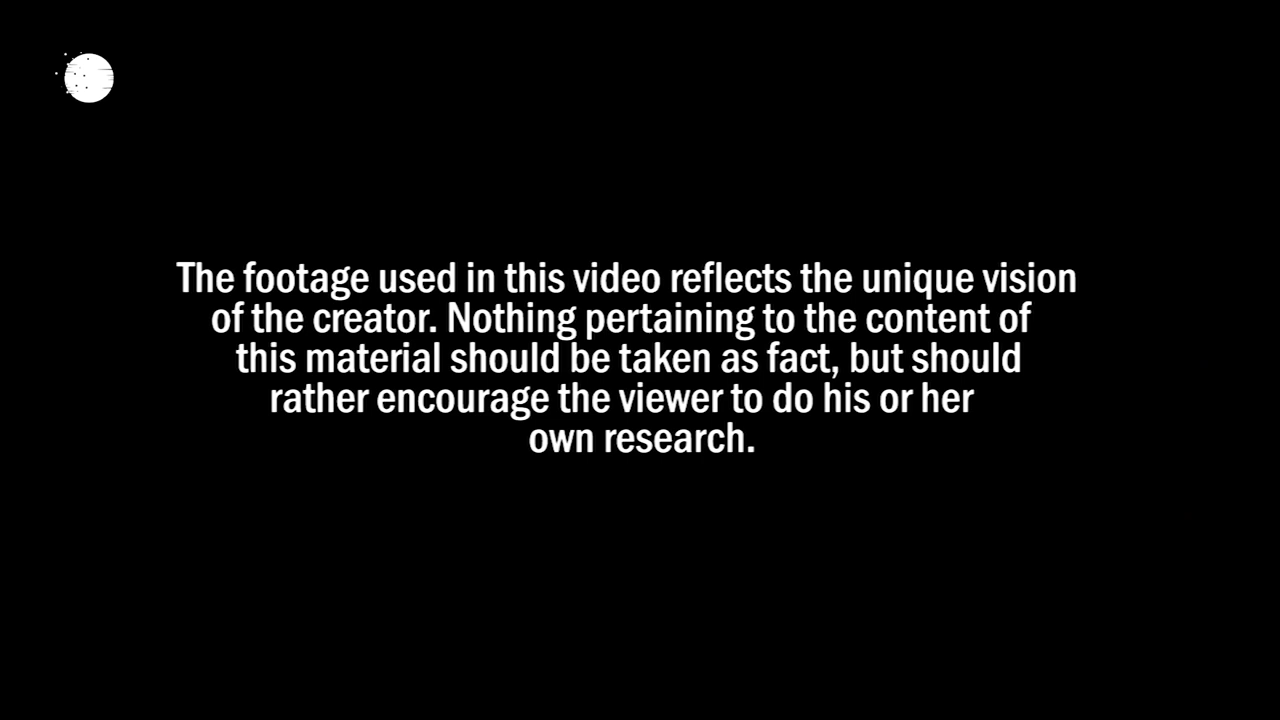 The footage used in this video reflects the unique vision
of the creator. Nothing pertaining to the content of
this material should be taken as fact, but should
rather encourage the viewer to do his or her
own research.